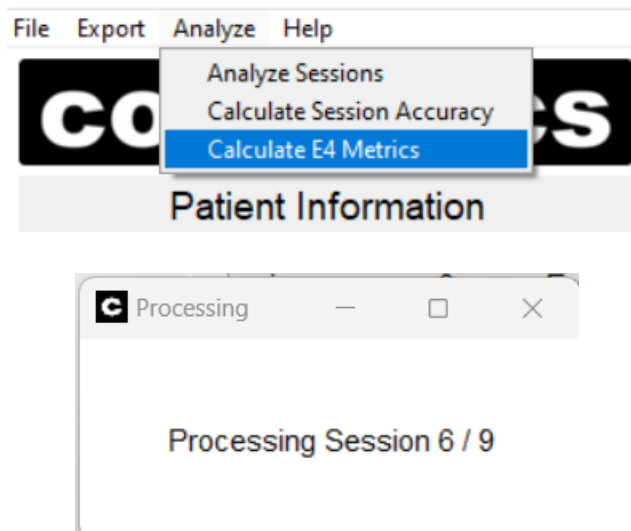 File Export Analyze Help
Analyze Sessions
Calculate Session Accuracy
Calculate E4 Metrics
Patient Information
Processing
Processing Session 6 / 9